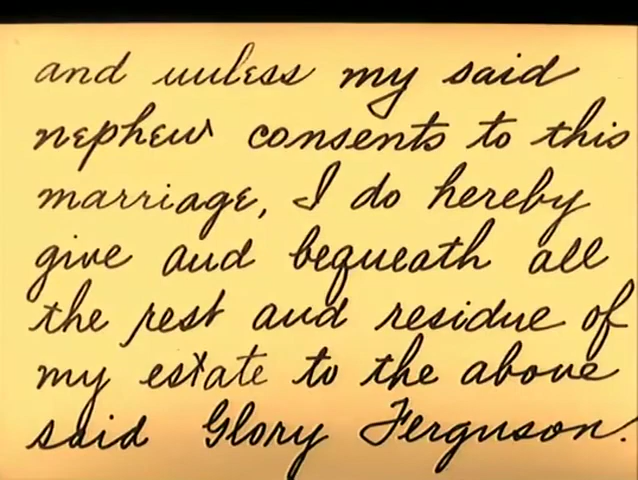 and unless my said
nephew consents to this
marriage, I do hereby
give and bequeath all
the rest and residue of
my estate to the above
said Glory Ferguson.